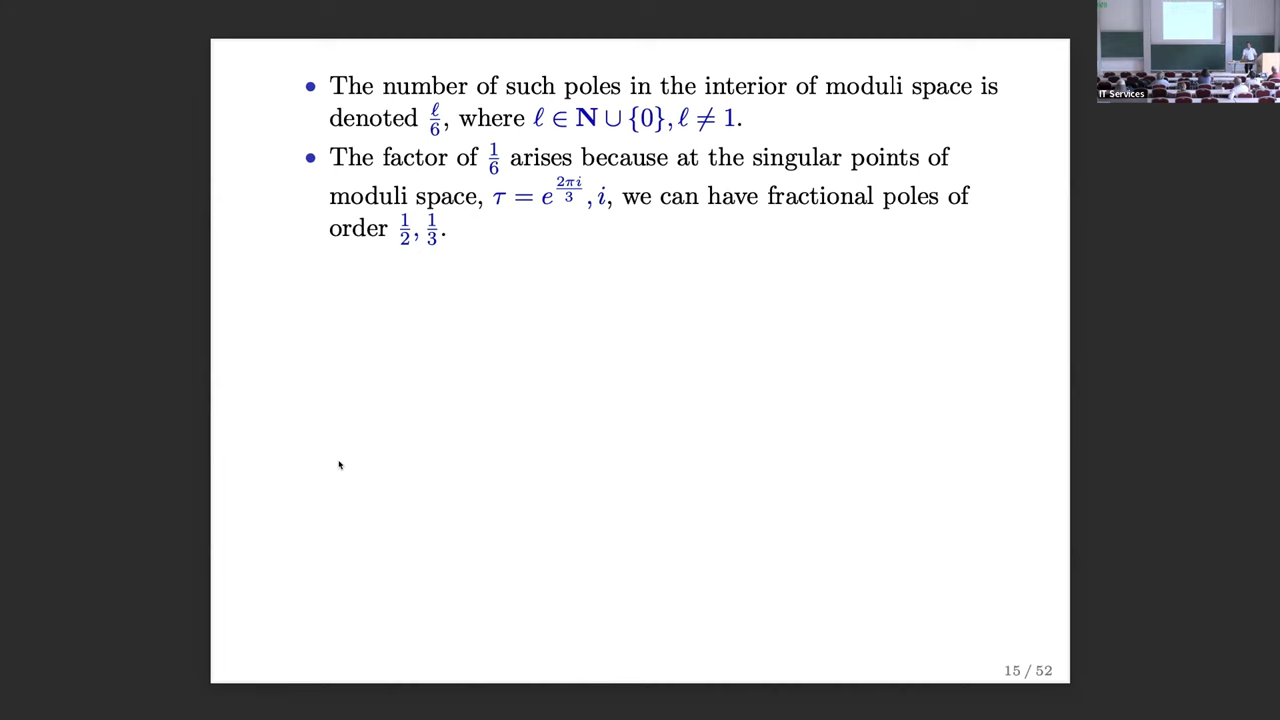 • The number of such poles in the interior of moduli space is
denoted ℓ/6, where ℓ ∈ N ∪ {0}, ℓ ≠ 1.
• The factor of 1/6 arises because at the singular points of
moduli space, τ = e^{2πi/3}, i, we can have fractional poles of
order 1/2, 1/3.
15 / 52
IT Services